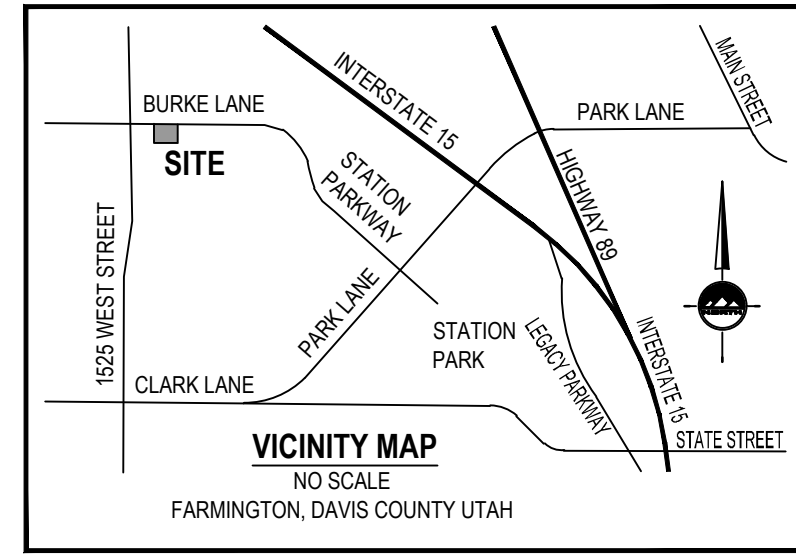 MAIN STREET
INTERSTATE 15
BURKE LANE
PARK LANE
SITE
STATION
PARKWAY
HIGHWAY 89
1525 WEST STREET
PARK LANE
NORTH
STATION
PARK
LEGACY PARKWAY
INTERSTATE 15
CLARK LANE
STATE STREET
VICINITY MAP
NO SCALE
FARMINGTON, DAVIS COUNTY UTAH